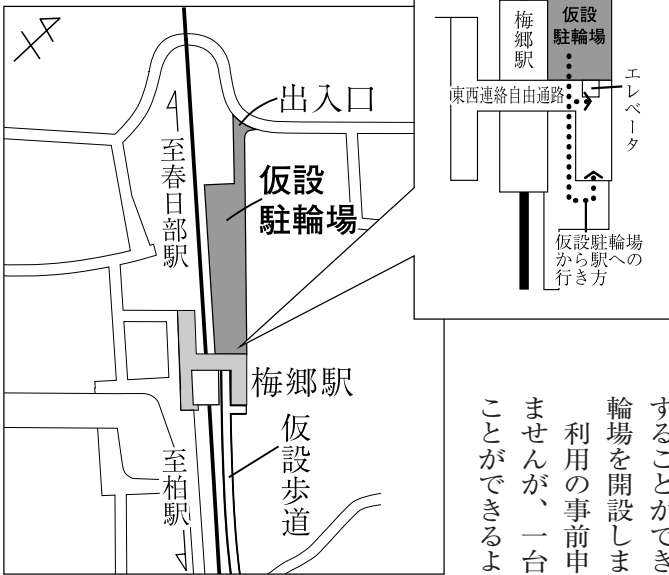 出入口
至春日部駅
仮設
駐輪場
梅郷駅
仮設歩道
至柏駅
梅郷駅
仮設
駐輪場
エレベータ
東西連絡自由通路
仮設駐輪場
から駅への
行き方
することができ
輪場を開設しま
利用の事前申
ませんが、一台
ことができるよ